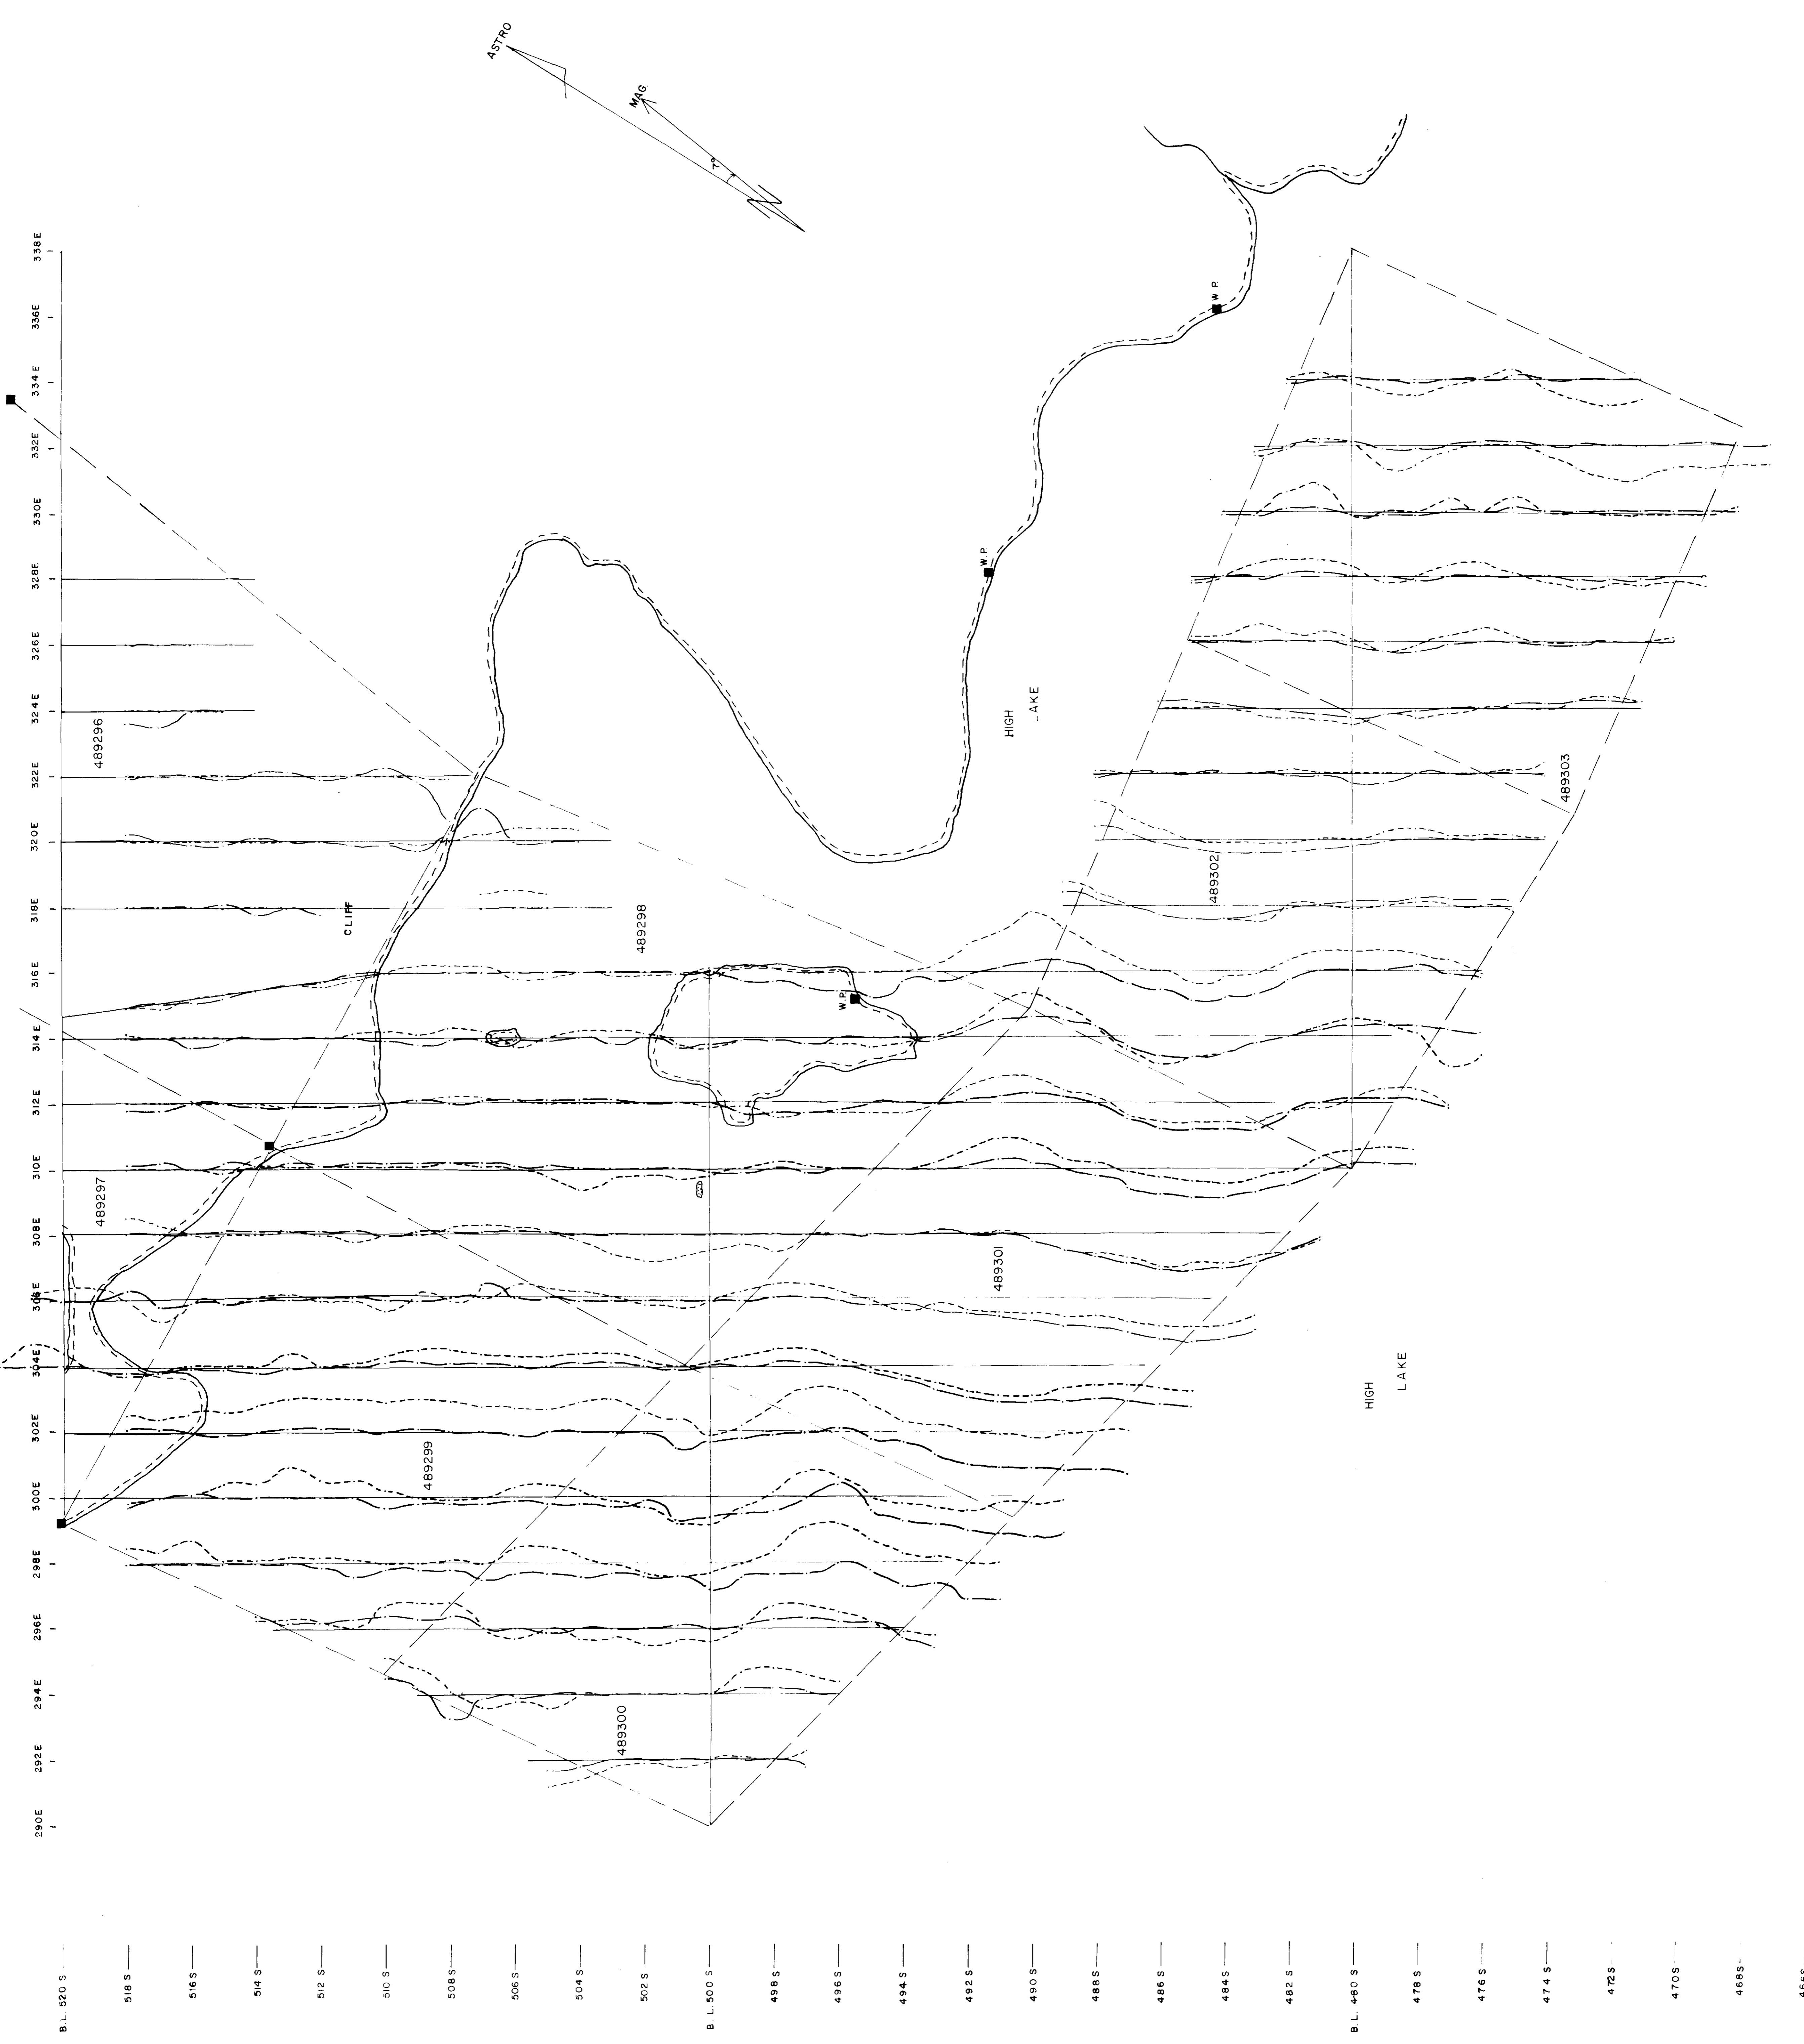 ASTRO
MAG.
7°
338E
336E
334E
332E
330E
328E
326E
324E
322E
320E
318E
316E
314E
312E
310E
308E
306E
304E
302E
300E
298E
296E
294E
292E
290E
W.P.
W.P.
W.P.
HIGH
LAKE
489296
CLIFF
489298
489302
489303
489297
489301
HIGH
LAKE
489299
489300
B.L. 520 S
518 S
516 S
514 S
512 S
510 S
508 S
506 S
504 S
502 S
B.L. 500 S
498 S
496 S
494 S
492 S
490 S
488 S
486 S
484 S
482 S
B.L. 480 S
478 S
476 S
474 S
472 S
470 S
468 S
466 S